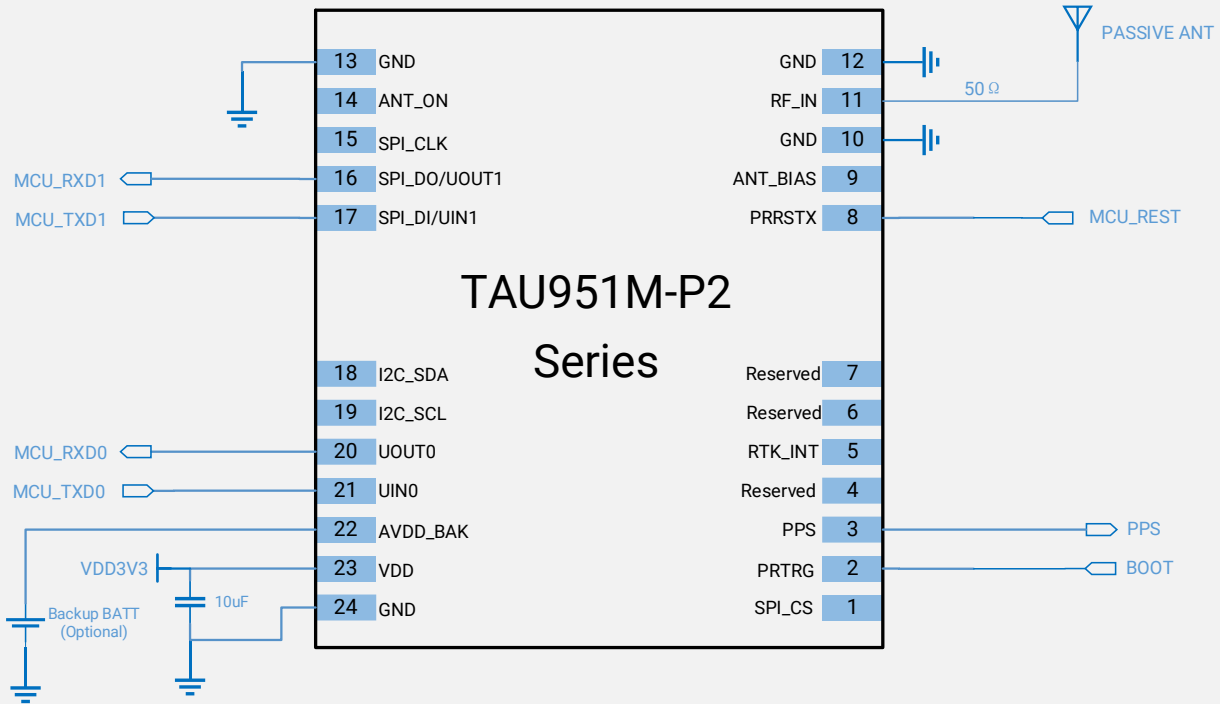 PASSIVE ANT
13 GND
GND 12
14 ANT_ON
RF_IN 11
50 Ω
15 SPI_CLK
GND 10
MCU_RXD1
16 SPI_DO/UOUT1
ANT_BIAS 9
MCU_TXD1
17 SPI_DI/UIN1
PRRSTX 8
MCU_REST
TAU951M-P2
Series
18 I2C_SDA
Reserved 7
19 I2C_SCL
Reserved 6
MCU_RXD0
20 UOUT0
RTK_INT 5
MCU_TXD0
21 UIN0
Reserved 4
22 AVDD_BAK
PPS 3
PPS
VDD3V3
23 VDD
PRTRG 2
BOOT
10uF
24 GND
SPI_CS 1
Backup BATT
(Optional)